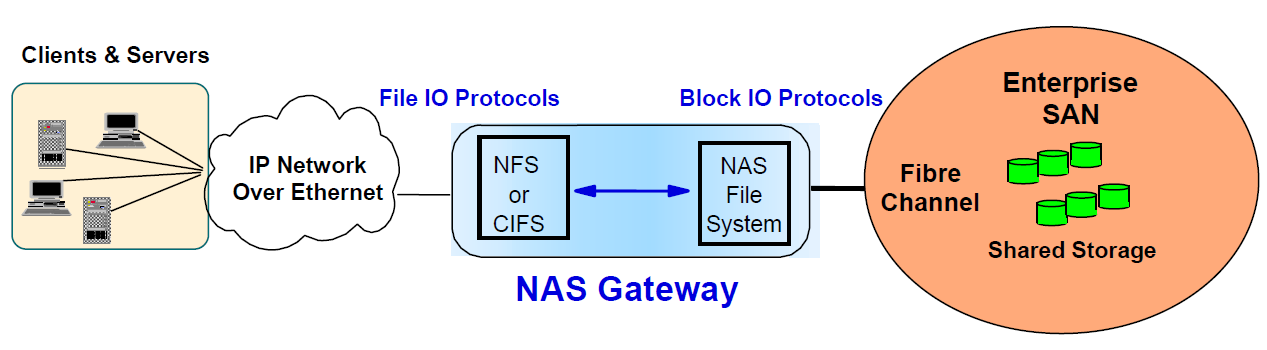 Clients & Servers
IP Network
Over Ethernet
File IO Protocols
Block IO Protocols
NFS
or
CIFS
NAS
File
System
NAS Gateway
Enterprise
SAN
Fibre
Channel
Shared Storage